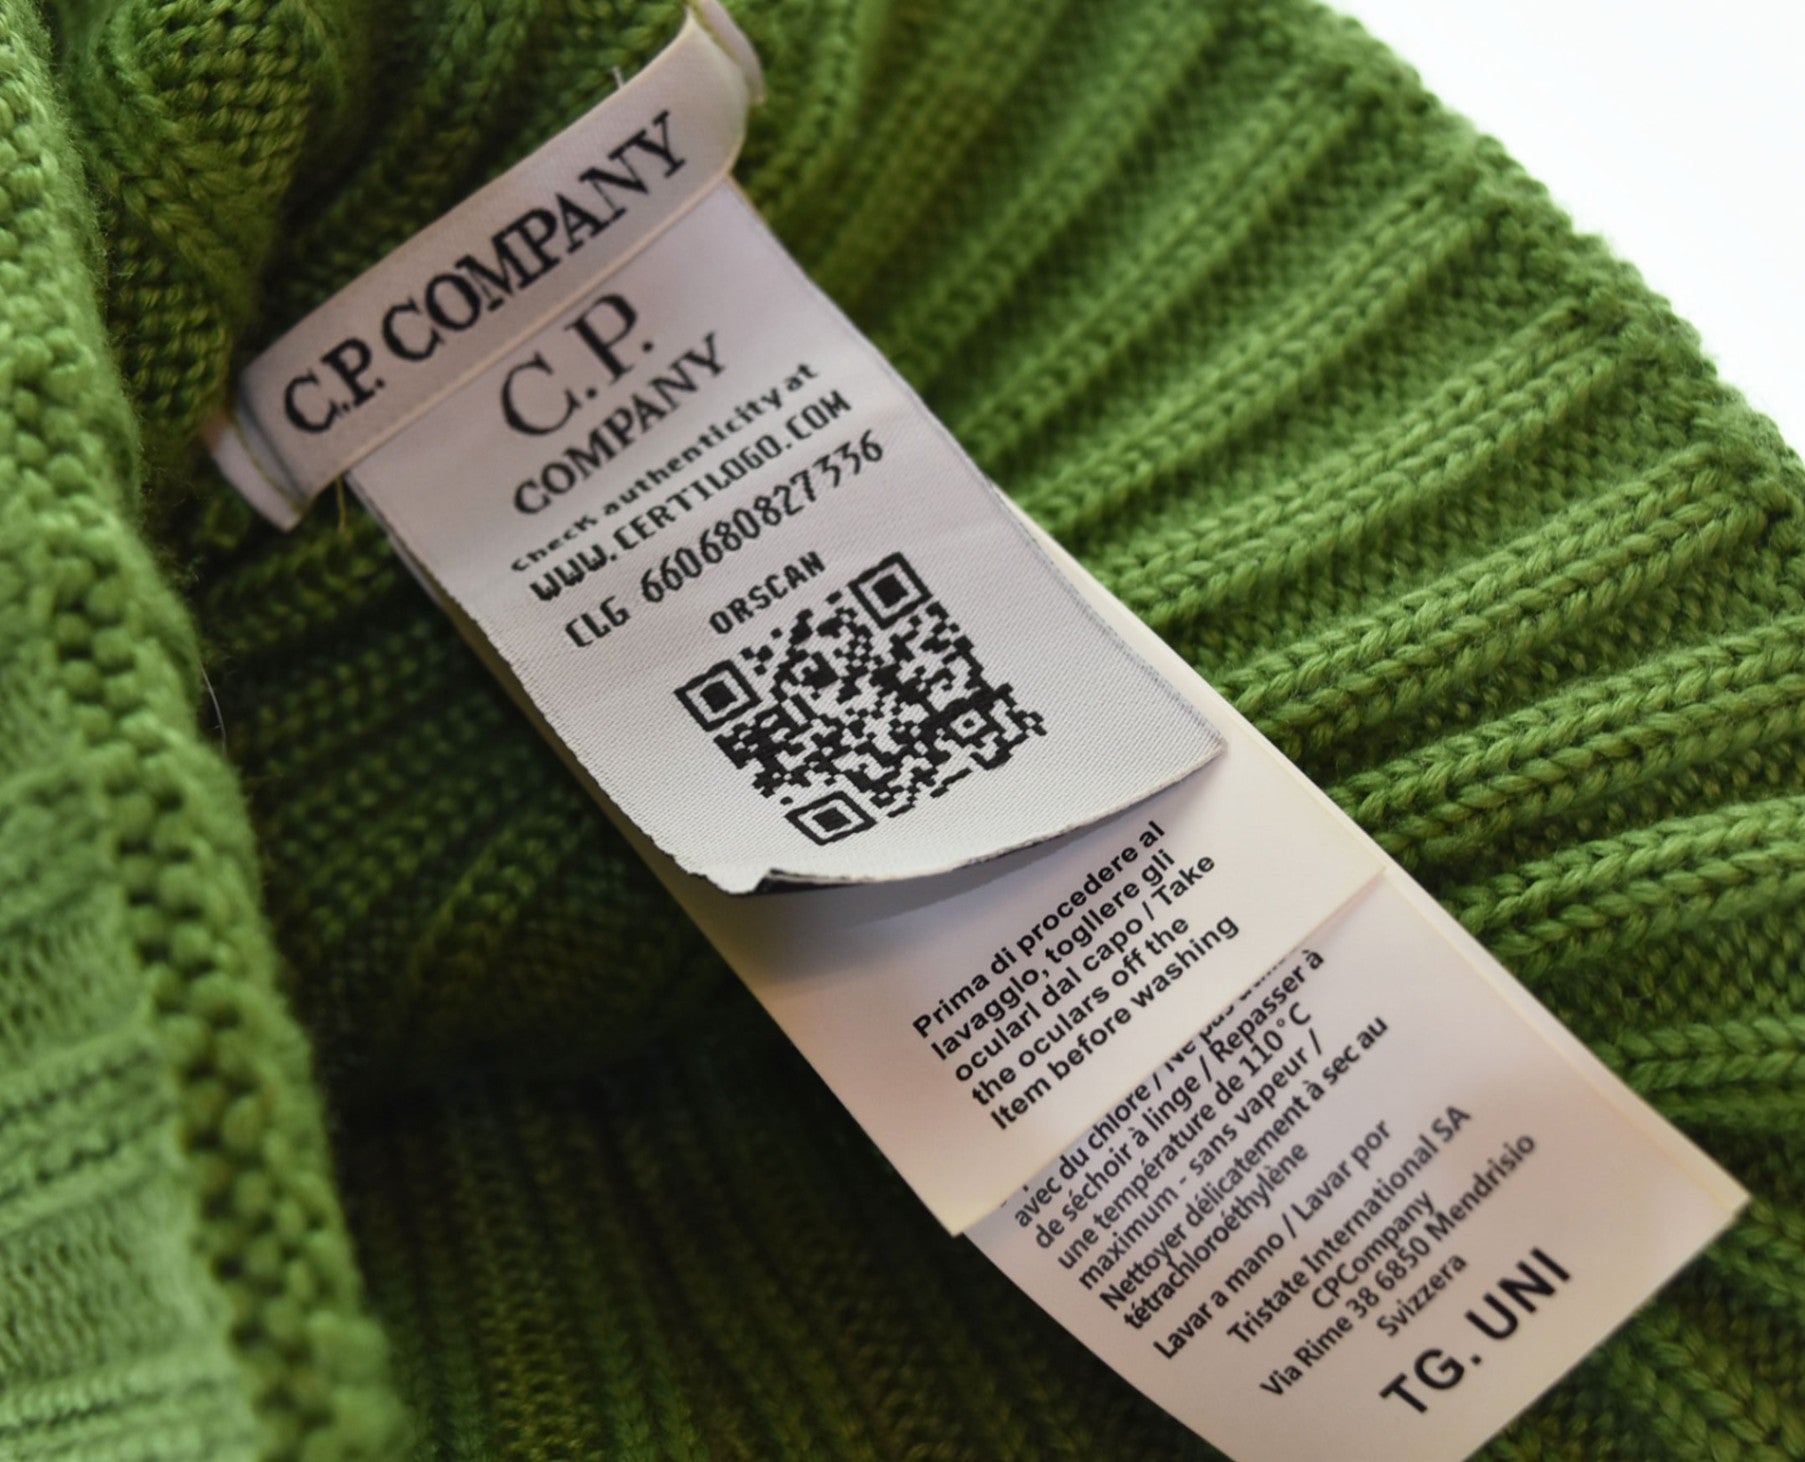 C.P. COMPANY
C.P.
COMPANY
check authenticity at
WWW.CERTILOGO.COM
CLG 660680827336
ORSCAN
Prima di procedere al
lavagglo, togllere gli
ocularl dal capo / Take
the oculars off the
Item before washing
avec du chlore / Ne pas
de séchoir à linge / Repasser à
une température de 110°C
maximum - sans vapeur /
Nettoyer délicatement à sec au
tétrachloroéthylène
Lavar a mano / Lavar por
Tristate International SA
CPCompany
Via Rime 38 6850 Mendrisio
Svizzera
TG. UNI